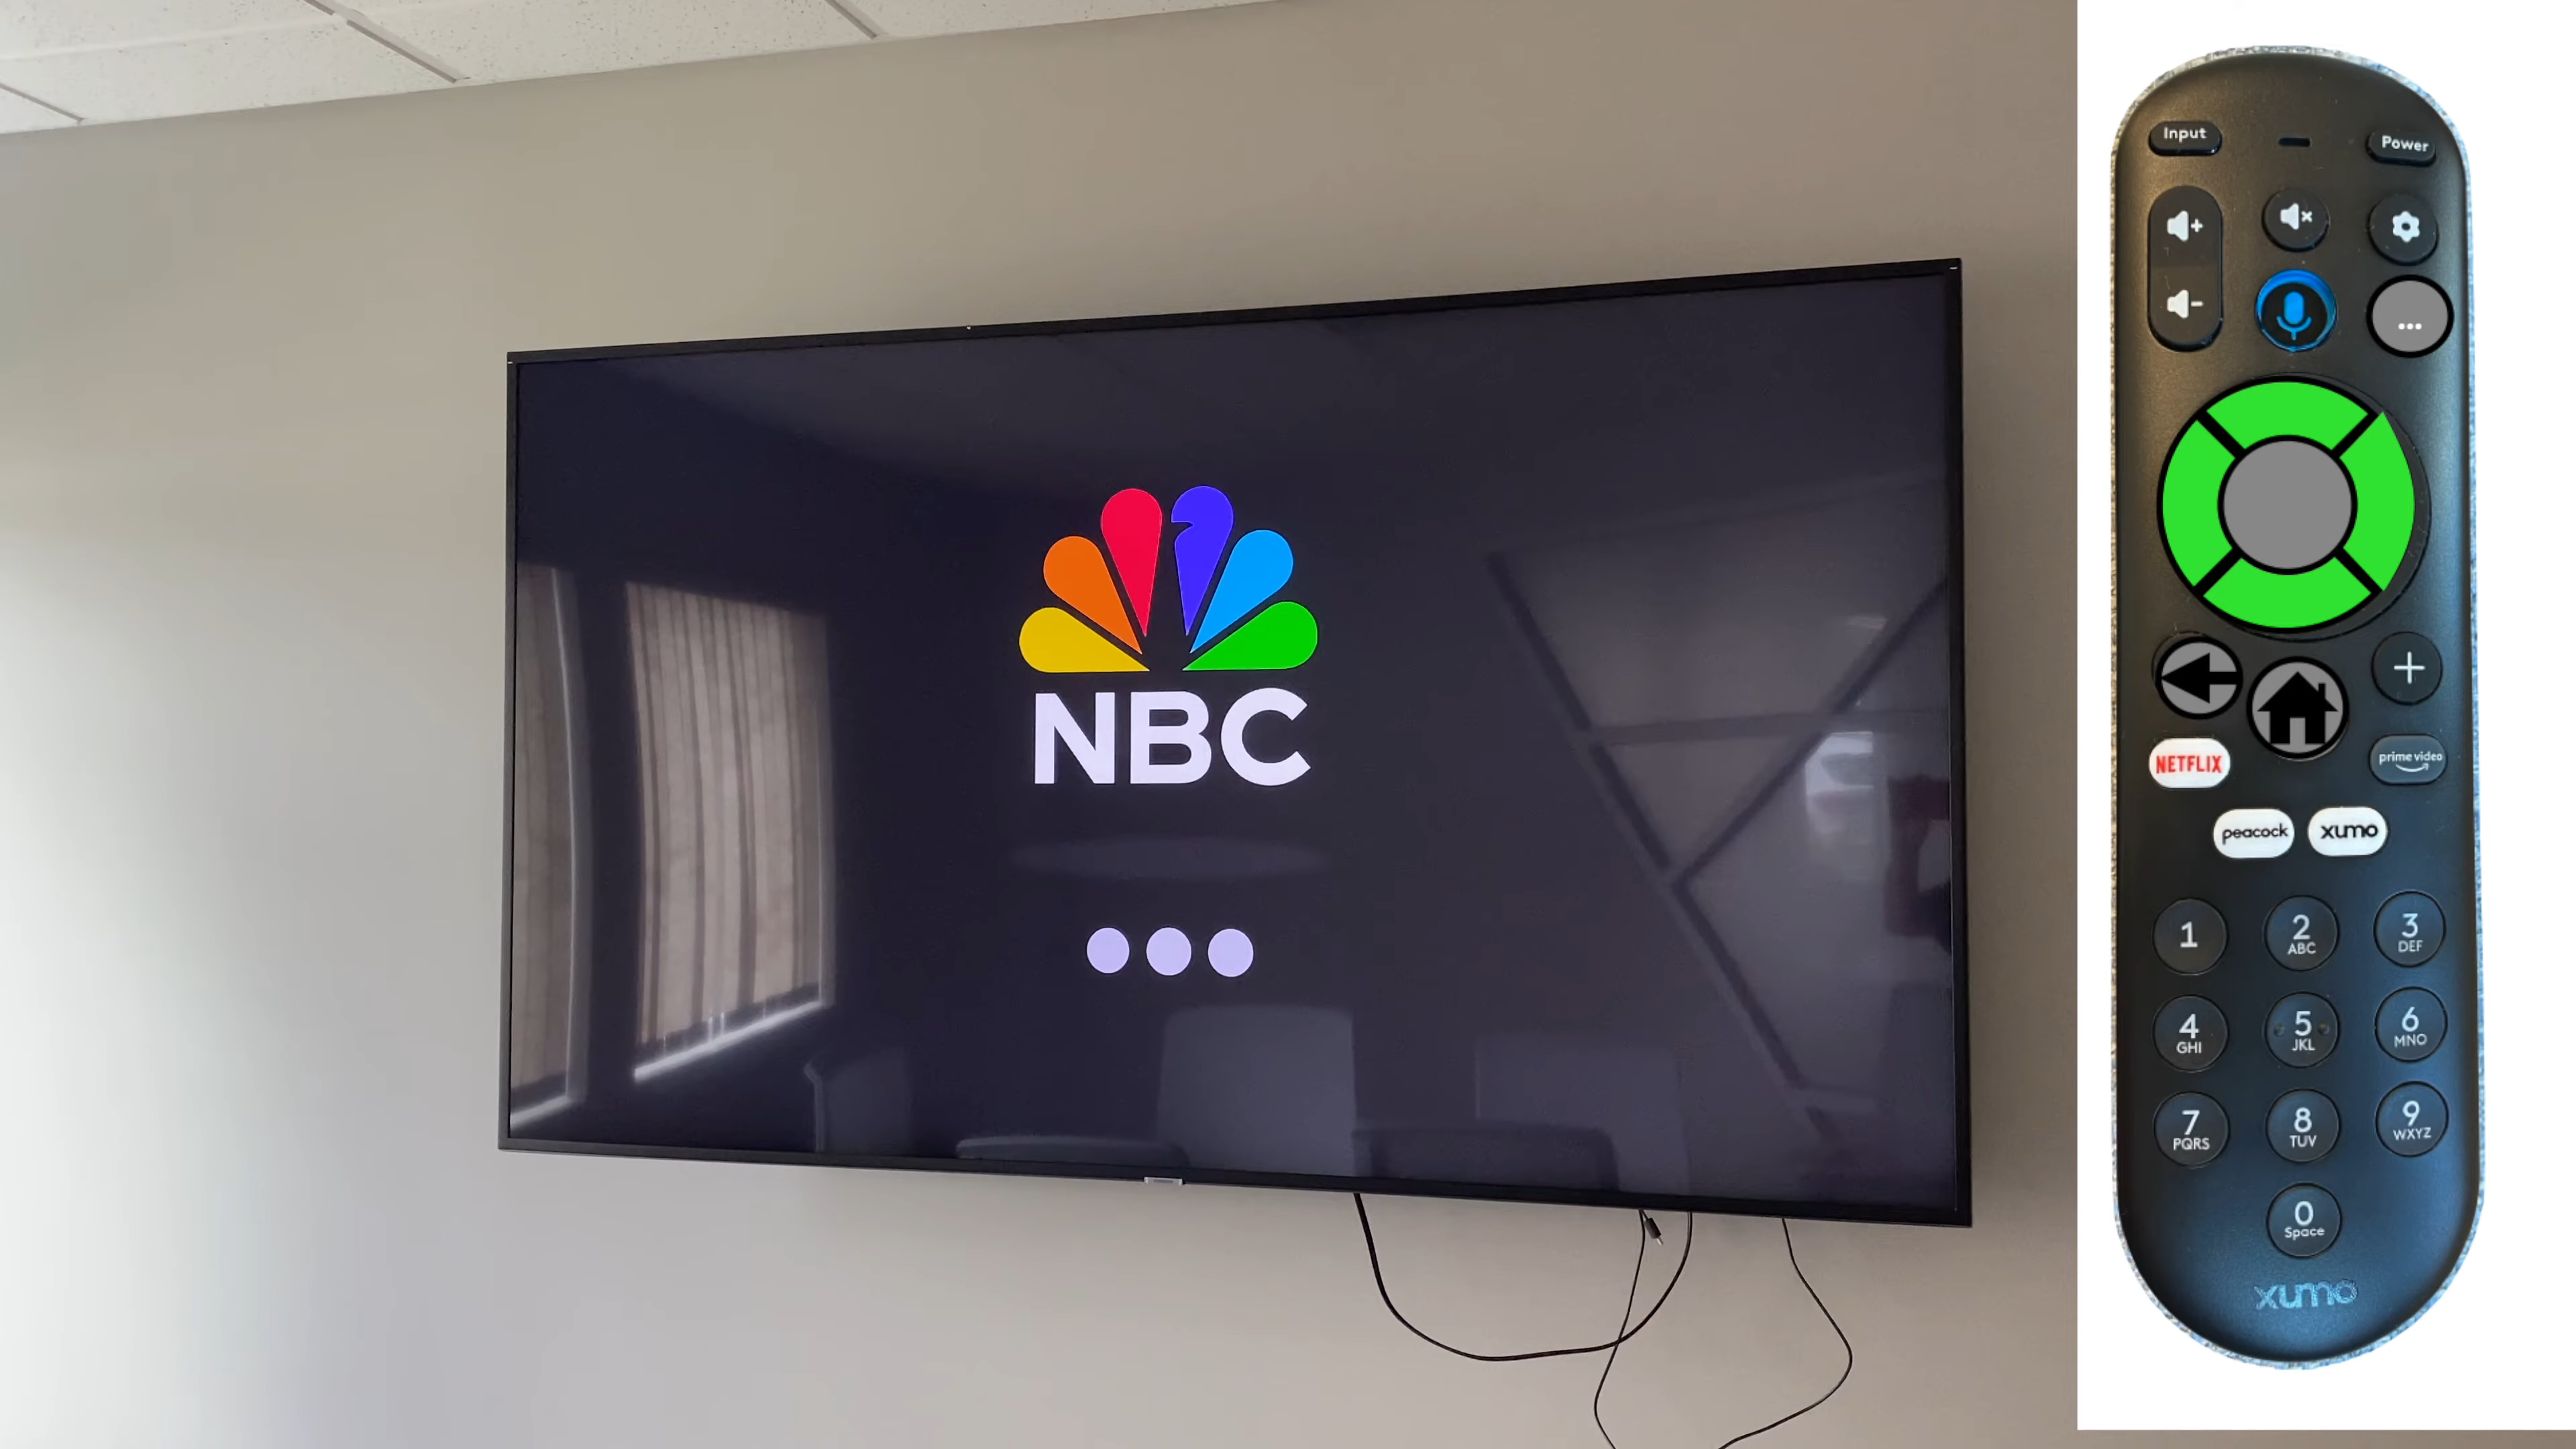 NBC
Input
Power
NETFLIX
prime video
peacock
xumo
1
2
ABC
3
DEF
4
GHI
5
JKL
6
MNO
7
PQRS
8
TUV
9
WXYZ
0
Space
xumo